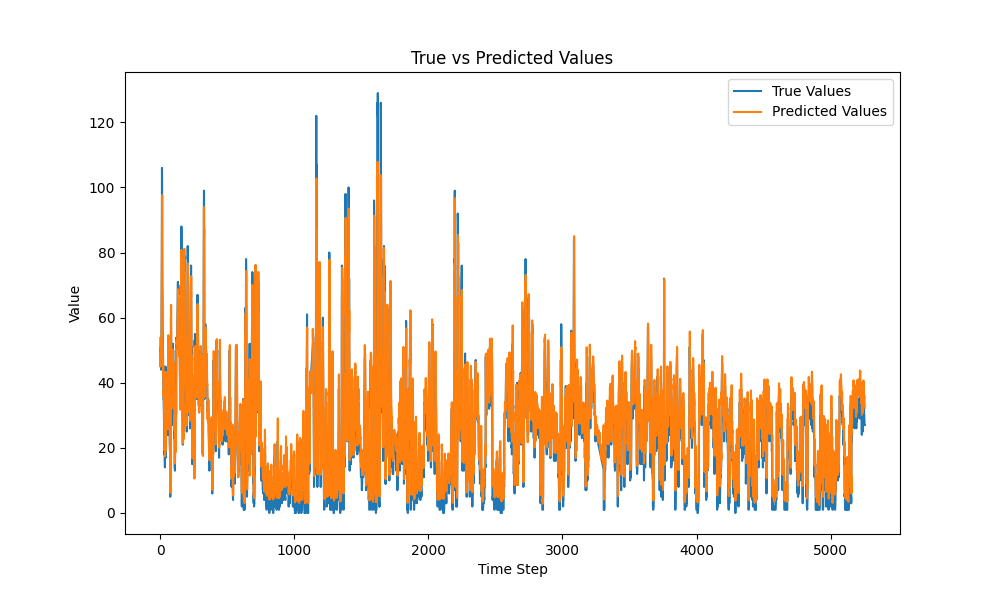 True vs Predicted Values
True Values
Predicted Values
120
100
80
60
40
20
0
Value
0 1000 2000 3000 4000 5000
Time Step